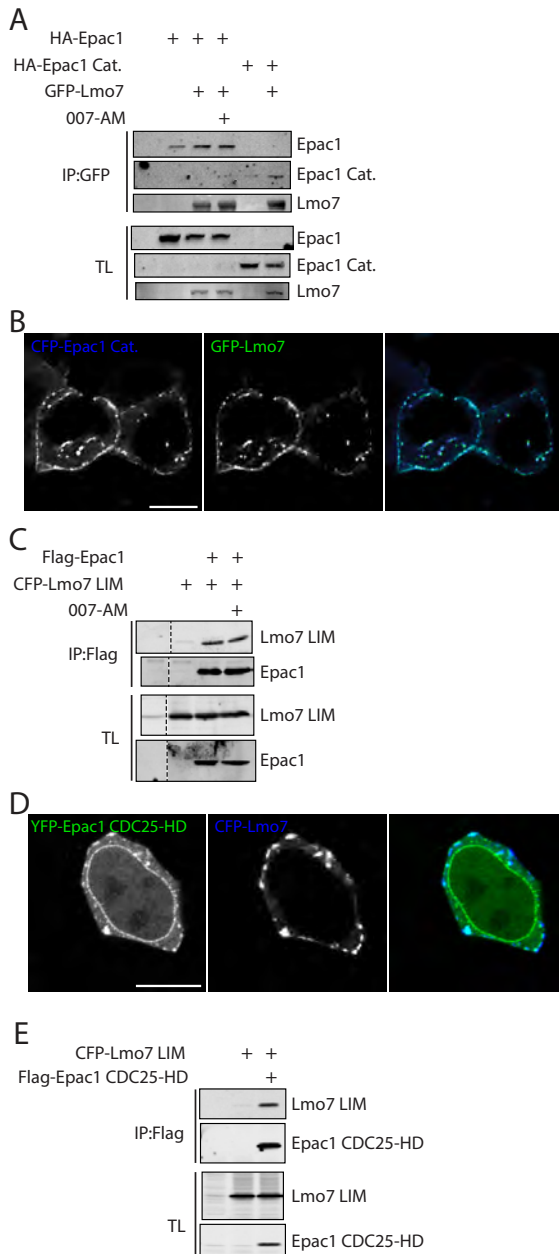 A
HA-Epac1 + + +
HA-Epac1 Cat. + +
GFP-Lmo7 + + +
007-AM +
IP:GFP
Epac1
Epac1 Cat.
Lmo7
TL
Epac1
Epac1 Cat.
Lmo7
B
CFP-Epac1 Cat. GFP-Lmo7
C
Flag-Epac1 + +
CFP-Lmo7 LIM + + +
007-AM +
IP:Flag
Lmo7 LIM
Epac1
TL
Lmo7 LIM
Epac1
D
YFP-Epac1 CDC25-HD CFP-Lmo7
E
CFP-Lmo7 LIM + +
Flag-Epac1 CDC25-HD +
IP:Flag
Lmo7 LIM
Epac1 CDC25-HD
TL
Lmo7 LIM
Epac1 CDC25-HD